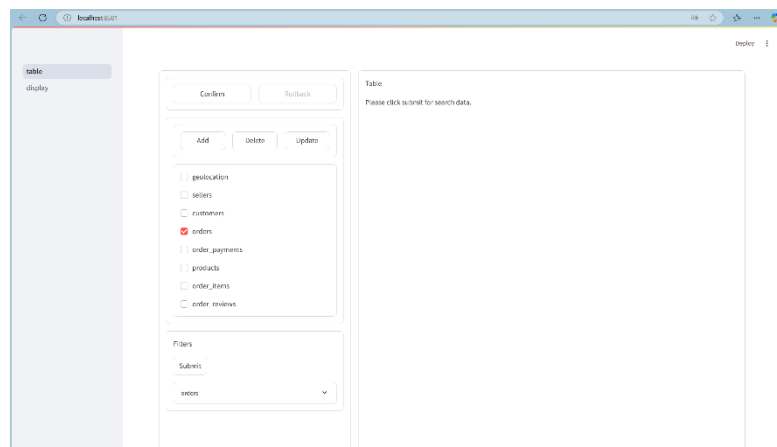 localhost:8501
Deploy
table
display
Confirm
Rollback
Add
Delete
Update
geolocation
sellers
customers
orders
order_payments
products
order_items
order_reviews
Filters
Submit
orders
Table
Please click submit for search data.